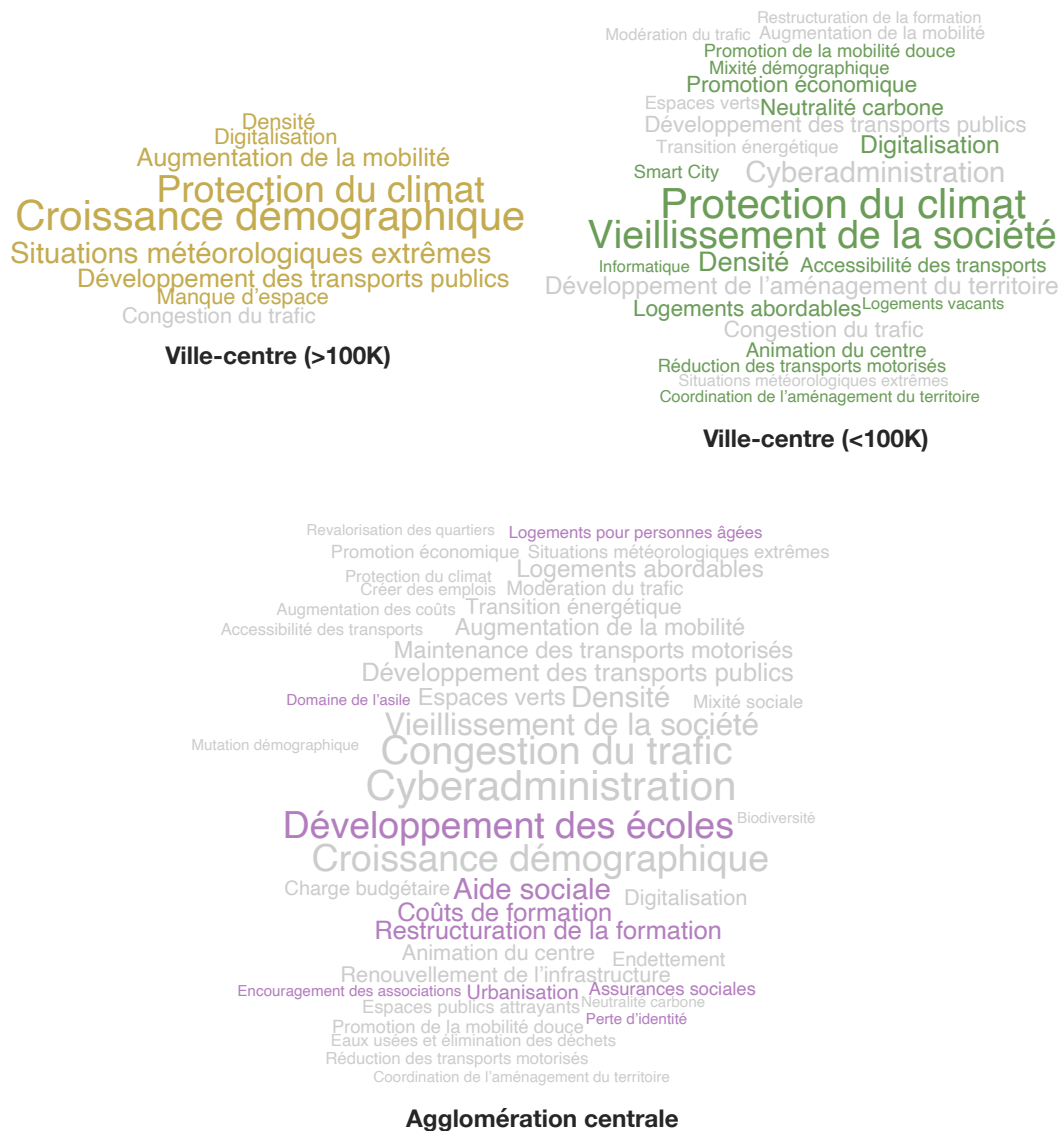 Densité
Digitalisation
Augmentation de la mobilité
Protection du climat
Croissance démographique
Situations météorologiques extrêmes
Développement des transports publics
Manque d'espace
Congestion du trafic
Ville-centre (>100K)
Restructuration de la formation
Modération du trafic Augmentation de la mobilité
Promotion de la mobilité douce
Mixité démographique
Promotion économique
Espaces verts Neutralité carbone
Développement des transports publics
Transition énergétique Digitalisation
Smart City Cyberadministration
Protection du climat
Vieillissement de la société
Informatique Densité Accessibilité des transports
Développement de l'aménagement du territoire
Logements abordables Logements vacants
Congestion du trafic
Animation du centre
Réduction des transports motorisés
Situations météorologiques extrêmes
Coordination de l'aménagement du territoire
Ville-centre (<100K)
Revalorisation des quartiers Logements pour personnes âgées
Promotion économique Situations météorologiques extrêmes
Protection du climat Logements abordables
Créer des emplois Modération du trafic
Augmentation des coûts Transition énergétique
Accessibilité des transports Augmentation de la mobilité
Maintenance des transports motorisés
Développement des transports publics
Domaine de l'asile Espaces verts Densité Mixité sociale
Vieillissement de la société
Mutation démographique Congestion du trafic
Cyberadministration
Développement des écoles Biodiversité
Croissance démographique
Charge budgétaire Aide sociale Digitalisation
Coûts de formation
Restructuration de la formation
Animation du centre Endettement
Renouvellement de l'infrastructure
Encouragement des associations Urbanisation Assurances sociales
Espaces publics attrayants Neutralité carbone
Promotion de la mobilité douce Perte d'identité
Eaux usées et élimination des déchets
Réduction des transports motorisés
Coordination de l'aménagement du territoire
Agglomération centrale